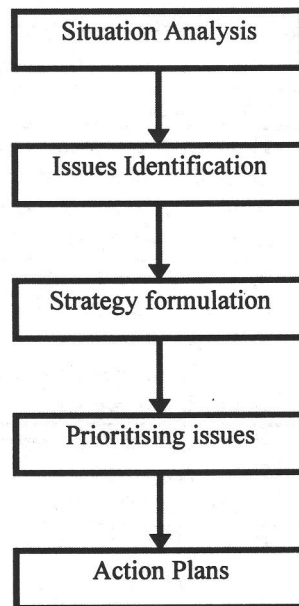 Situation Analysis
Issues Identification
Strategy formulation
Prioritising issues
Action Plans